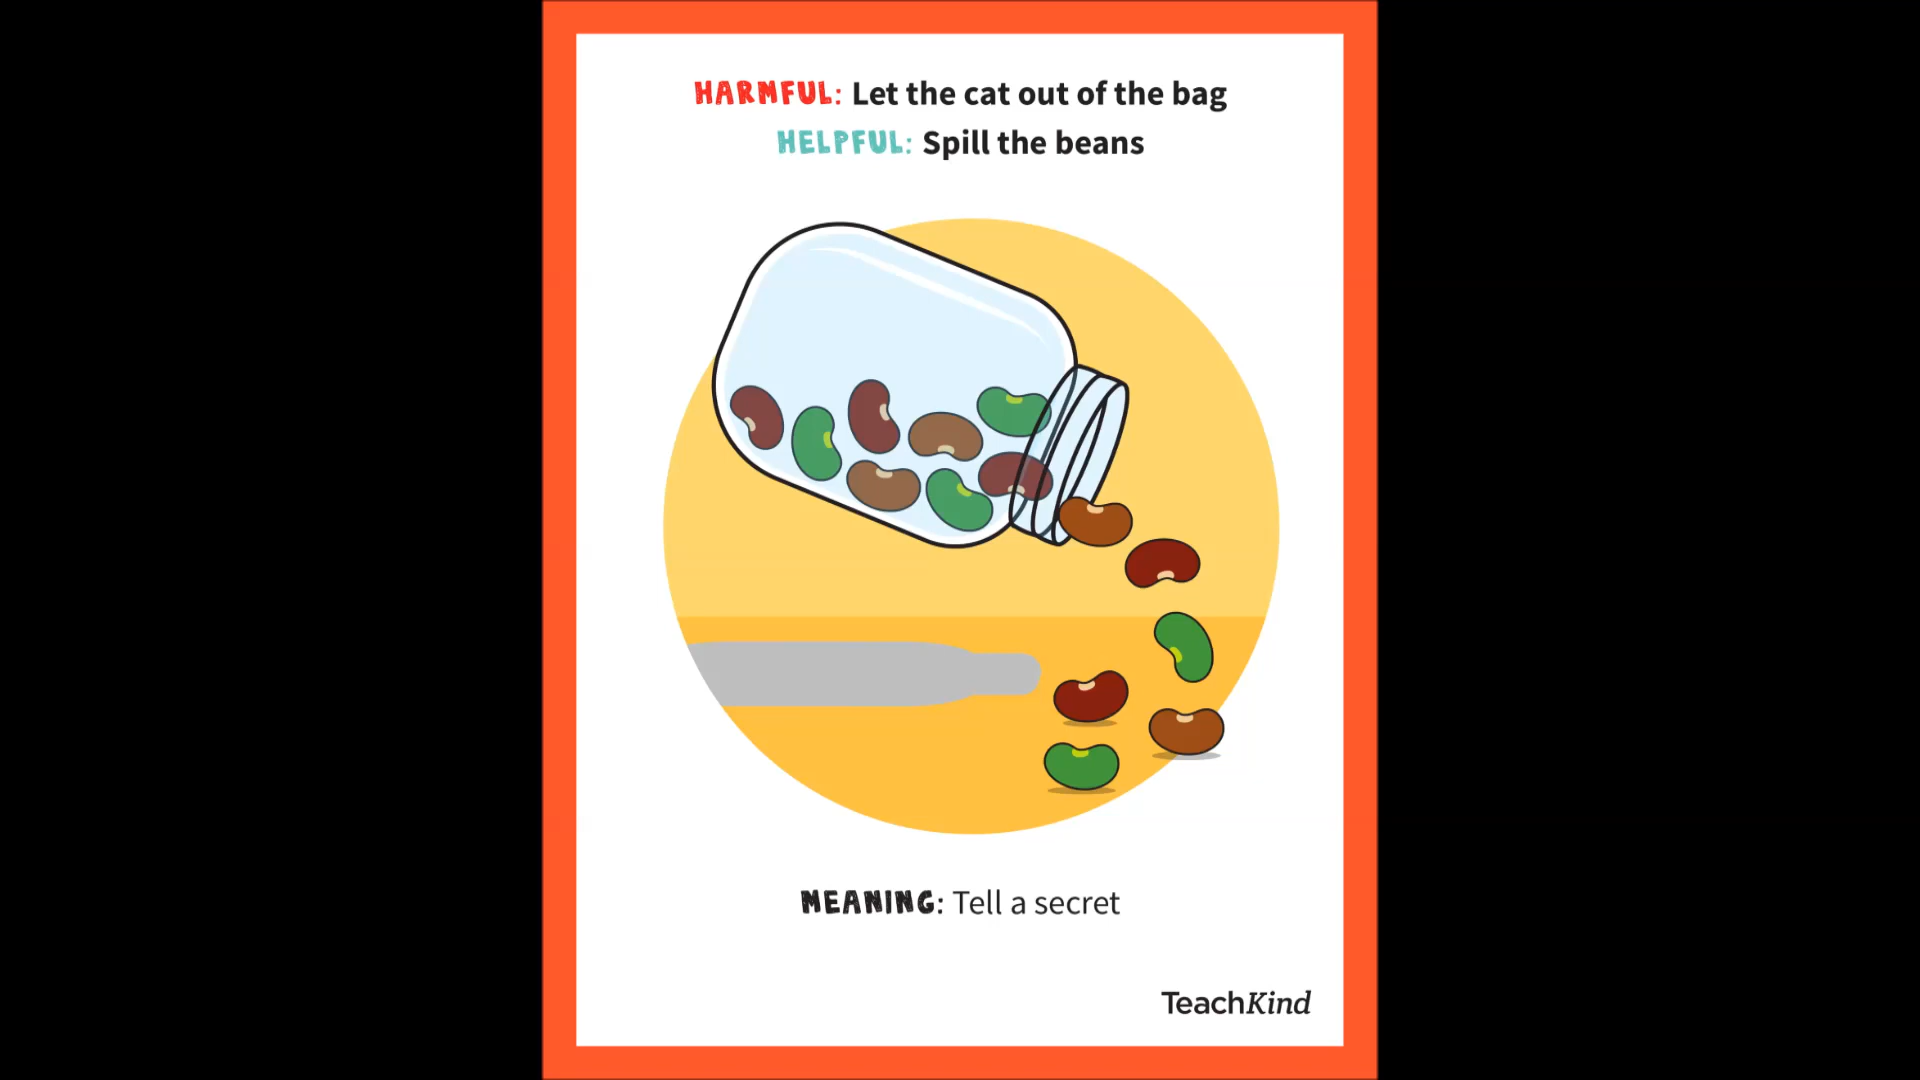 HARMFUL: Let the cat out of the bag
HELPFUL: Spill the beans
MEANING: Tell a secret
TeachKind